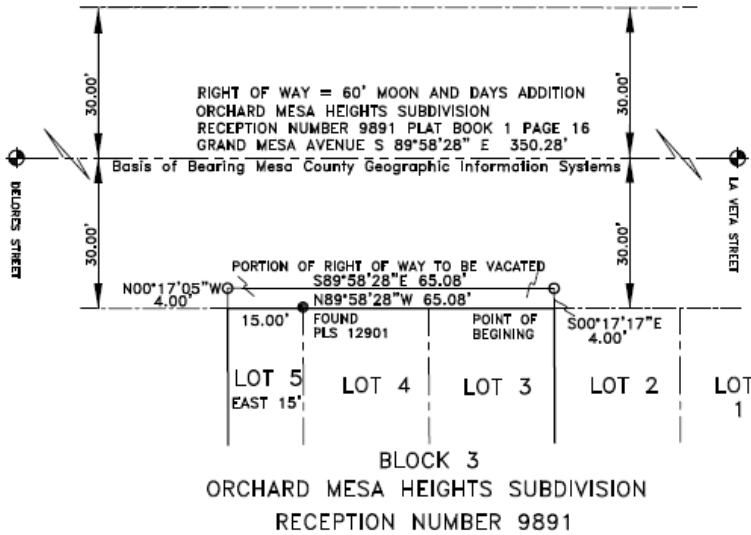 30.00'
30.00'
RIGHT OF WAY = 60' MOON AND DAYS ADDITION
ORCHARD MESA HEIGHTS SUBDIVISION
RECEPTION NUMBER 9891 PLAT BOOK 1 PAGE 16
GRAND MESA AVENUE S 89°58'28" E 350.28'
Basis of Bearing Mesa County Geographic Information Systems
DELORES STREET
LA VETA STREET
30.00'
30.00'
PORTION OF RIGHT OF WAY TO BE VACATED
N00°17'05"W
4.00'
S89°58'28"E 65.08'
N89°58'28"W 65.08'
15.00'
FOUND
PLS 12901
POINT OF
BEGINING
S00°17'17"E
4.00'
LOT 5
EAST 15'
LOT 4
LOT 3
LOT 2
LOT
1
BLOCK 3
ORCHARD MESA HEIGHTS SUBDIVISION
RECEPTION NUMBER 9891